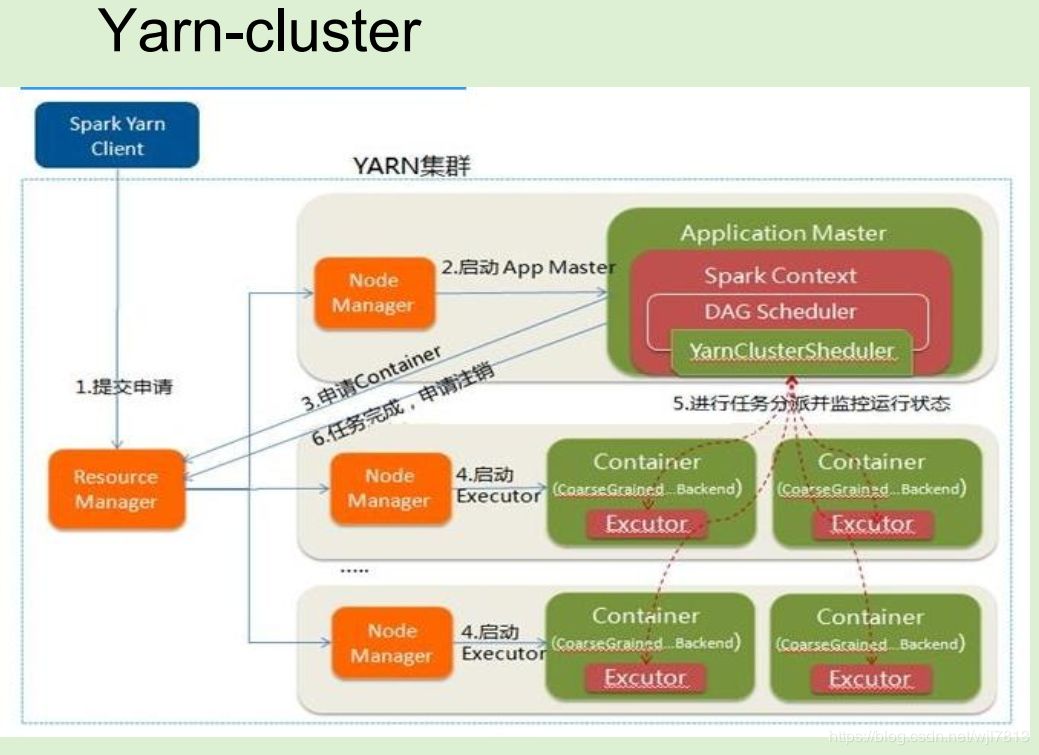 Yarn-cluster
Spark Yarn
Client
YARN集群
Application Master
2.启动 App Master
Spark Context
Node
Manager
DAG Scheduler
YarnClusterSheduler
3.申请Container
1.提交申请
6.任务完成，申请注销
5.进行任务分派并监控运行状态
Resource
Manager
Node
Manager
4.启动
Executor
Container
(CoarseGrained...Backend)
Excutor
Container
(CoarseGrained...Backend)
Excutor
.....
Node
Manager
4.启动
Executor
Container
(CoarseGrained...Backend)
Excutor
Container
(CoarseGrained...Backend)
Excutor
https://blog.csdn.net/wjl7813